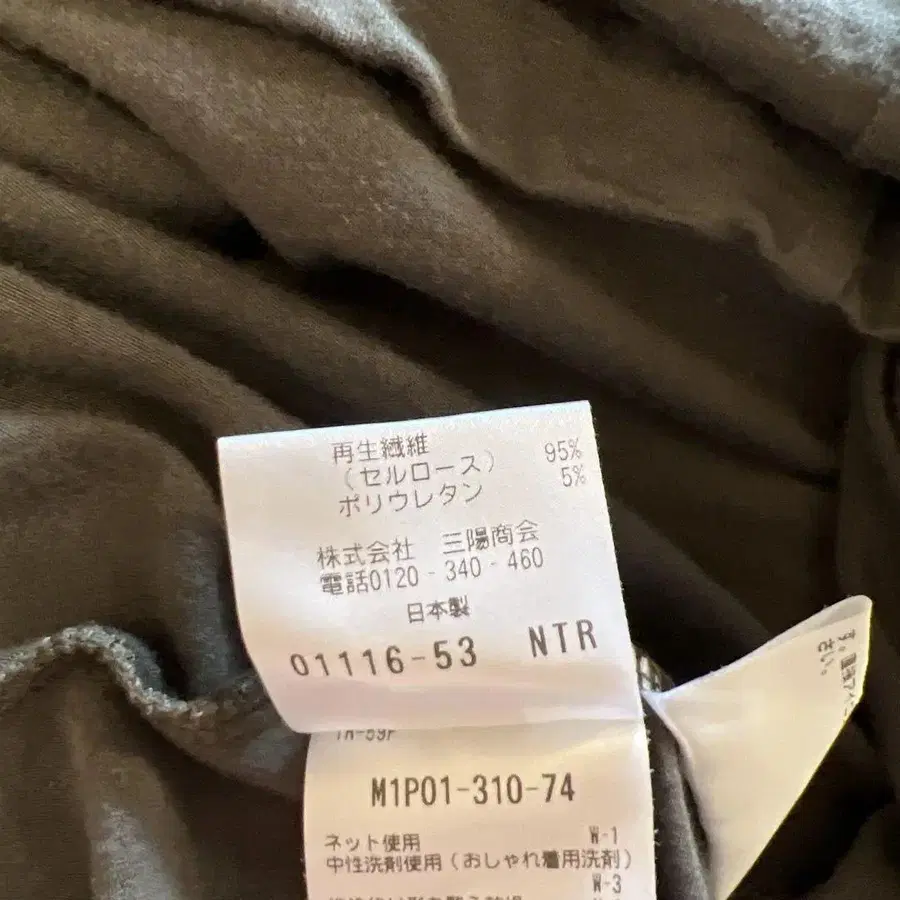 再生繊維
（セルロース） 95%
ポリウレタン 5%
株式会社 三陽商会
電話0120-340-460
日本製
01116-53 NTR
M1P01-310-74
ネット使用 W-1
中性洗剤使用（おしゃれ着用洗剤）
W-3
す。
さい。